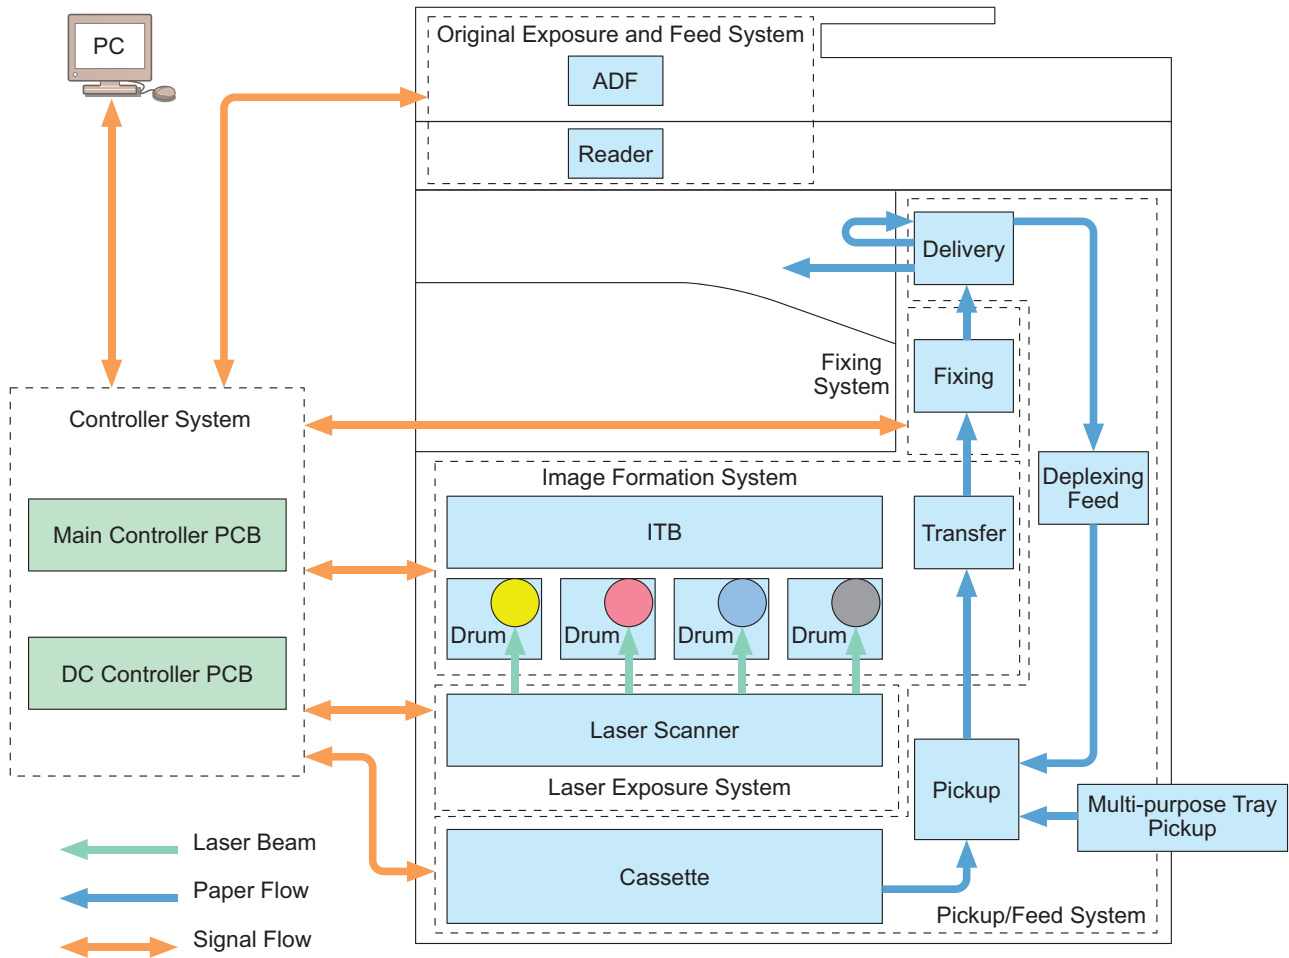 PC
Original Exposure and Feed System
ADF
Reader
Delivery
Fixing
System
Fixing
Controller System
Image Formation System
Deplexing
Feed
ITB
Transfer
Main Controller PCB
Drum
Drum
Drum
Drum
DC Controller PCB
Laser Scanner
Laser Exposure System
Pickup
Multi-purpose Tray
Pickup
Laser Beam
Cassette
Paper Flow
Pickup/Feed System
Signal Flow